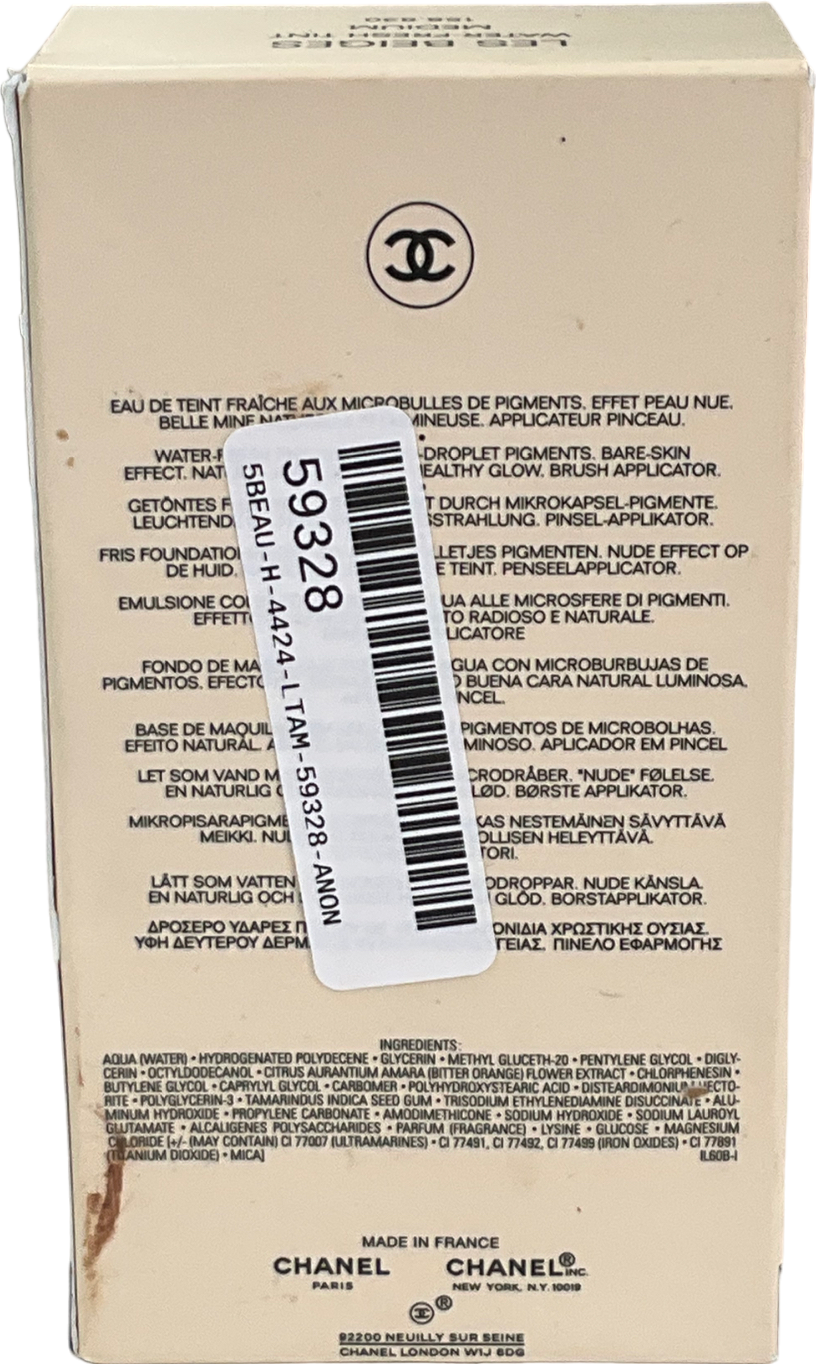 LES BEIGES
WATER-FRESH TINT
MEDIUM
EAU DE TEINT FRAÎCHE AUX MICROBULLES DE PIGMENTS. EFFET PEAU NUE,
BELLE MINE MINEUSE. APPLICATEUR PINCEAU.
-DROPLET PIGMENTS. BARE-SKIN
EFFECT. HEALTHY GLOW. BRUSH APPLICATOR.
GETÖNTES T DURCH MIKROKAPSEL-PIGMENTE.
LEUCHTEND SSTRAHLUNG. PINSEL-APPLIKATOR.
FRIS FOUNDATIO LLETJES PIGMENTEN. NUDE EFFECT OP
DE HUID. E TEINT. PENSEELAPPLICATOR.
EMULSIONE CO UA ALLE MICROSFERE DI PIGMENTI.
EFFETT TO RADIOSO E NATURALE.
LICATORE
FONDO DE MA GUA CON MICROBURBUJAS DE
PIGMENTOS. EFECT O BUENA CARA NATURAL LUMINOSA.
NCEL.
BASE DE MAQUIL PIGMENTOS DE MICROBOLHAS.
EFEITO NATURAL. MINOSO. APLICADOR EM PINCEL
LET SOM VAND M CRODRÅBER. "NUDE" FØLELSE.
EN NATURLIG LØD. BØRSTE APPLIKATOR.
MIKROPISARAPIGME KAS NESTEMÄINEN SÄVYTTÄVÄ
MEIKKI. NU OLLISEN HELEYTTÄVÄ.
TORI.
LÄTT SOM VATTEN ODROPPAR. NUDE KÄNSLA.
EN NATURLIG OCH GLÖD. BORSTAPPLIKATOR.
ΔΡΟΣΕΡΟ ΥΔΑΡΕΣ ΟΝΙΔΙΑ ΧΡΩΣΤΙΚΗΣ ΟΥΣΙΑΣ.
ΥΦΗ ΔΕΥΤΕΡΟΥ ΔΕΡΜ ΓΕΙΑΣ. ΠΙΝΕΛΟ ΕΦΑΡΜΟΓΗΣ
59328
5BEAU-H-4424-LTAM-59328-ANON
INGREDIENTS:
AQUA (WATER) • HYDROGENATED POLYDECENE • GLYCERIN • METHYL GLUCETH-20 • PENTYLENE GLYCOL • DIGLY-
CERIN • OCTYLDODECANOL • CITRUS AURANTIUM AMARA (BITTER ORANGE) FLOWER EXTRACT • CHLORPHENESIN •
BUTYLENE GLYCOL • CAPRYLYL GLYCOL • CARBOMER • POLYHYDROXYSTEARIC ACID • DISTEARDIMONIUM HECTO-
RITE • POLYGLYCERIN-3 • TAMARINDUS INDICA SEED GUM • TRISODIUM ETHYLENEDIAMINE DISUCCINATE • ALU-
MINUM HYDROXIDE • PROPYLENE CARBONATE • AMODIMETHICONE • SODIUM HYDROXIDE • SODIUM LAUROYL
GLUTAMATE • ALCALIGENES POLYSACCHARIDES • PARFUM (FRAGRANCE) • LYSINE • GLUCOSE • MAGNESIUM
CHLORIDE [+/- (MAY CONTAIN) CI 77007 (ULTRAMARINES) • CI 77491, CI 77492, CI 77499 (IRON OXIDES) • CI 77891
(TITANIUM DIOXIDE) • MICA] IL60B-I
MADE IN FRANCE
CHANEL CHANEL® INC.
PARIS NEW YORK, N.Y. 10019
®
92200 NEUILLY SUR SEINE
CHANEL LONDON W1J 6DG